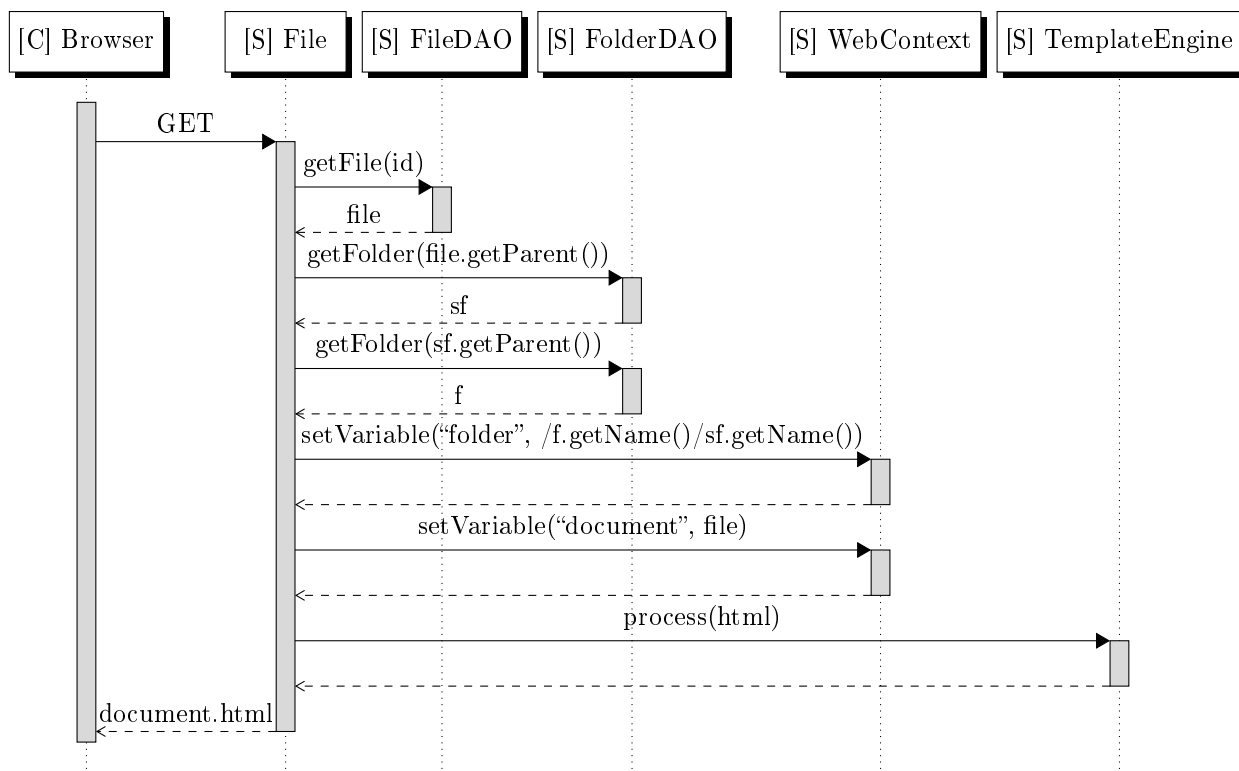 [C] Browser
[S] File
[S] FileDAO
[S] FolderDAO
[S] WebContext
[S] TemplateEngine
GET
getFile(id)
file
getFolder(file.getParent())
sf
getFolder(sf.getParent())
f
setVariable(“folder”, /f.getName()/sf.getName())
setVariable(“document”, file)
process(html)
document.html